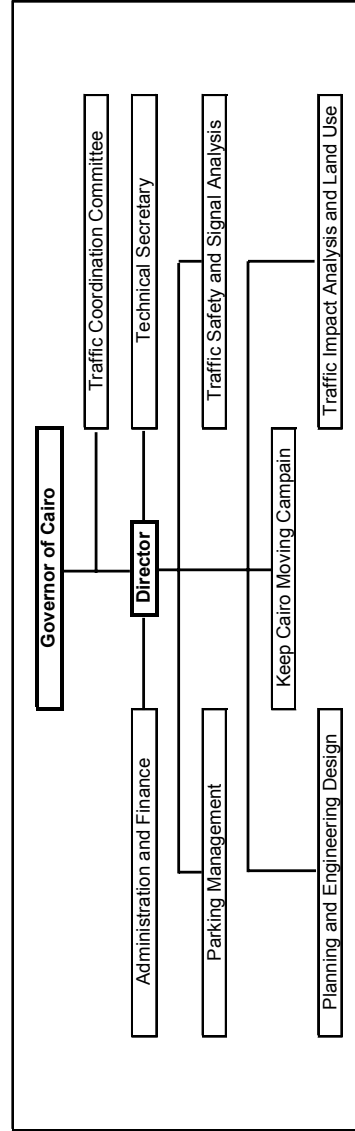 Governor of Cairo
Traffic Coordination Committee
Administration and Finance
Director
Technical Secretary
Parking Management
Traffic Safety and Signal Analysis
Keep Cairo Moving Campain
Planning and Engineering Design
Traffic Impact Analysis and Land Use